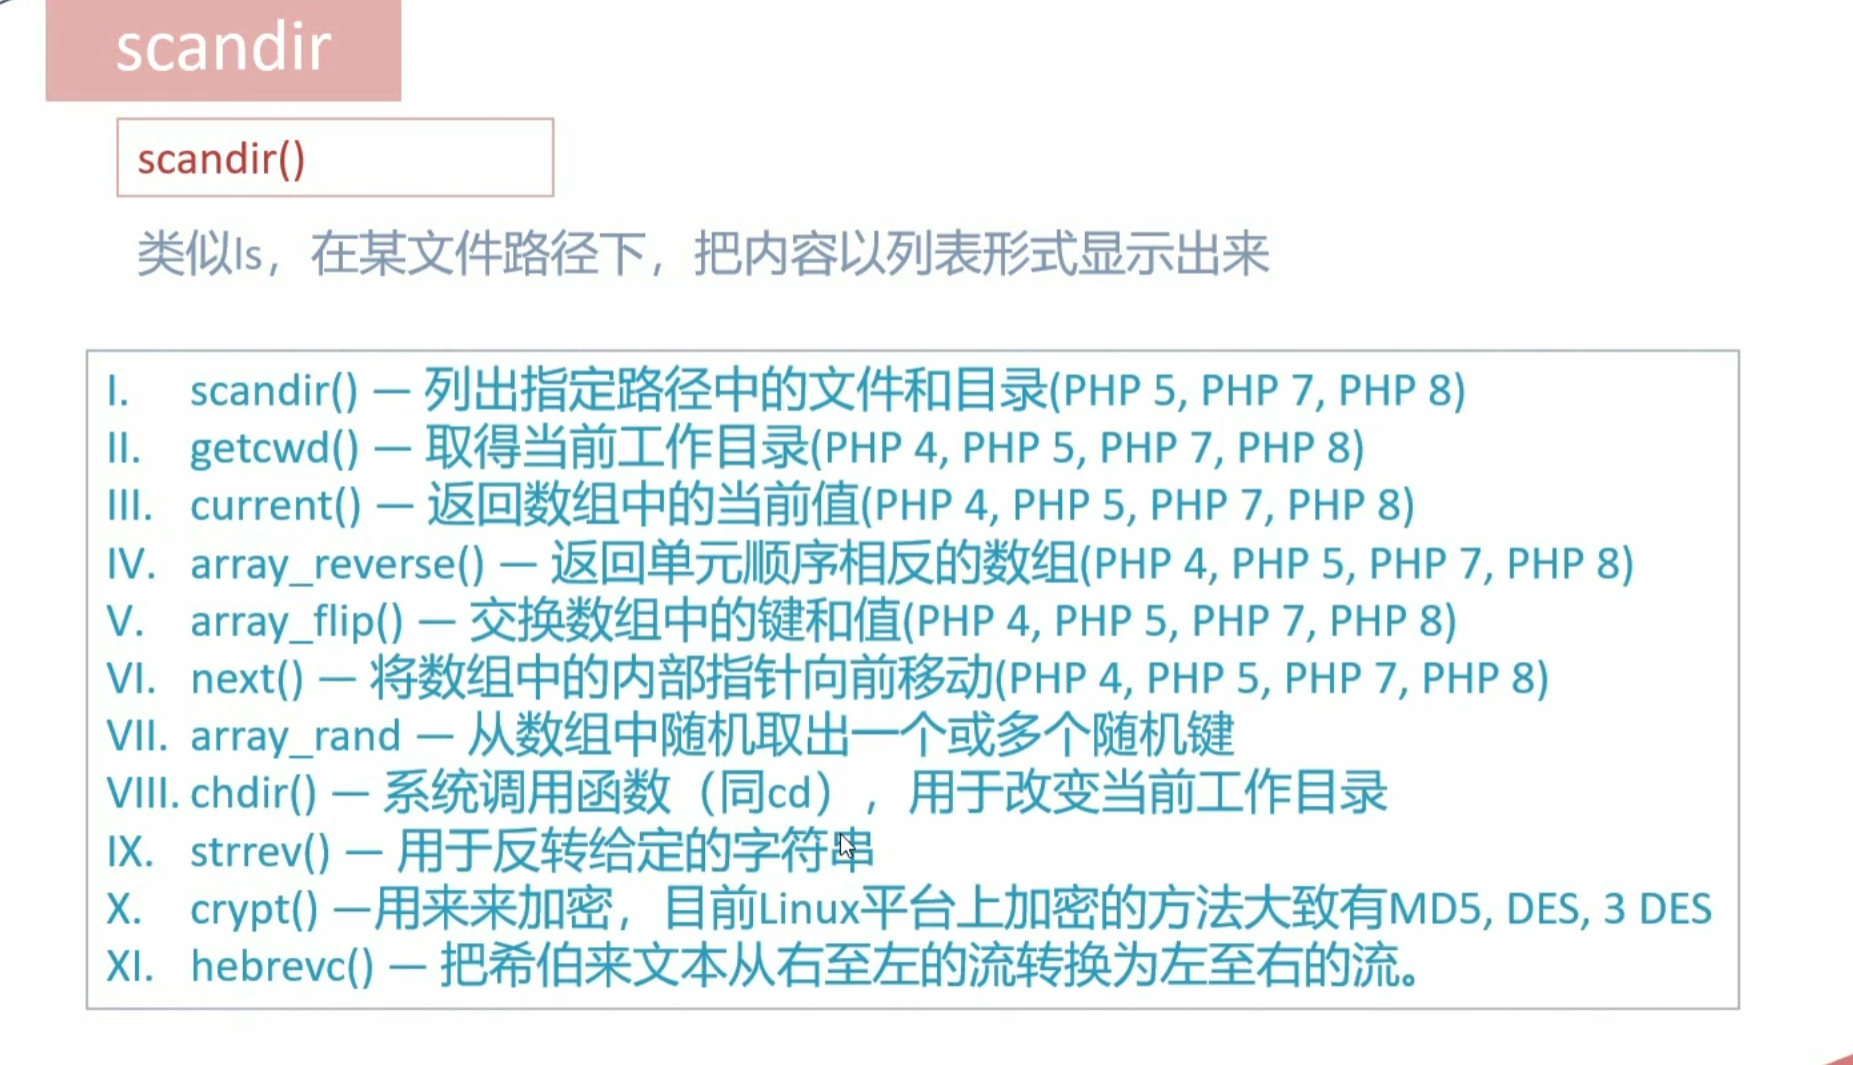 scandir
scandir()
类似ls，在某文件路径下，把内容以列表形式显示出来
I. scandir() — 列出指定路径中的文件和目录(PHP 5, PHP 7, PHP 8)
II. getcwd() — 取得当前工作目录(PHP 4, PHP 5, PHP 7, PHP 8)
III. current() — 返回数组中的当前值(PHP 4, PHP 5, PHP 7, PHP 8)
IV. array_reverse() — 返回单元顺序相反的数组(PHP 4, PHP 5, PHP 7, PHP 8)
V. array_flip() — 交换数组中的键和值(PHP 4, PHP 5, PHP 7, PHP 8)
VI. next() — 将数组中的内部指针向前移动(PHP 4, PHP 5, PHP 7, PHP 8)
VII. array_rand — 从数组中随机取出一个或多个随机键
VIII. chdir() — 系统调用函数（同cd），用于改变当前工作目录
IX. strrev() — 用于反转给定的字符串
X. crypt() —用来来加密，目前Linux平台上加密的方法大致有MD5, DES, 3 DES
XI. hebrevc() — 把希伯来文本从右至左的流转换为左至右的流。